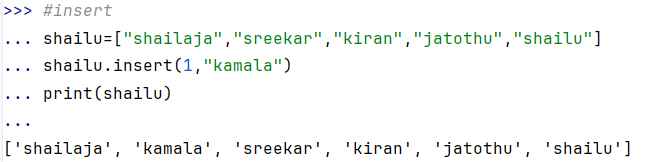 >>> #insert
... shailu=["shailaja","sreekar","kiran","jatothu","shailu"]
... shailu.insert(1,"kamala")
... print(shailu)
...
['shailaja', 'kamala', 'sreekar', 'kiran', 'jatothu', 'shailu']